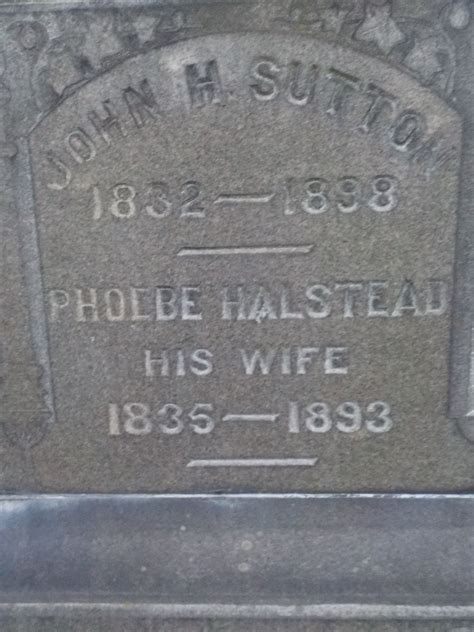 JOHN H. SUTTON
1832—1898
PHOEBE HALSTEAD
HIS WIFE
1835—1893